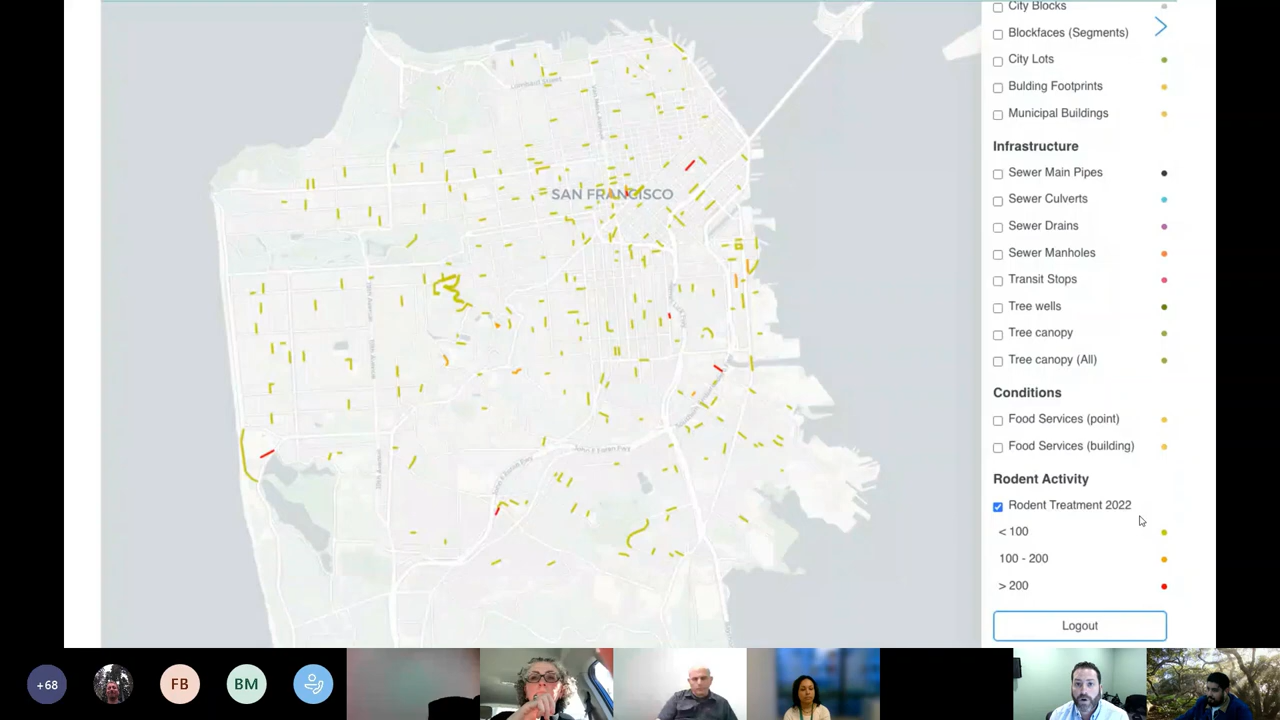 City Blocks
Blockfaces (Segments)
City Lots
Bulding Footprints
Municipal Buildings
Infrastructure
Sewer Main Pipes
Sewer Culverts
Sewer Drains
Sewer Manholes
Transit Stops
Tree wells
Tree canopy
Tree canopy (All)
Conditions
Food Services (point)
Food Services (building)
Rodent Activity
Rodent Treatment 2022
< 100
100 - 200
> 200
Logout
Lombard Street
SAN FRANCISCO
+68
FB
BM